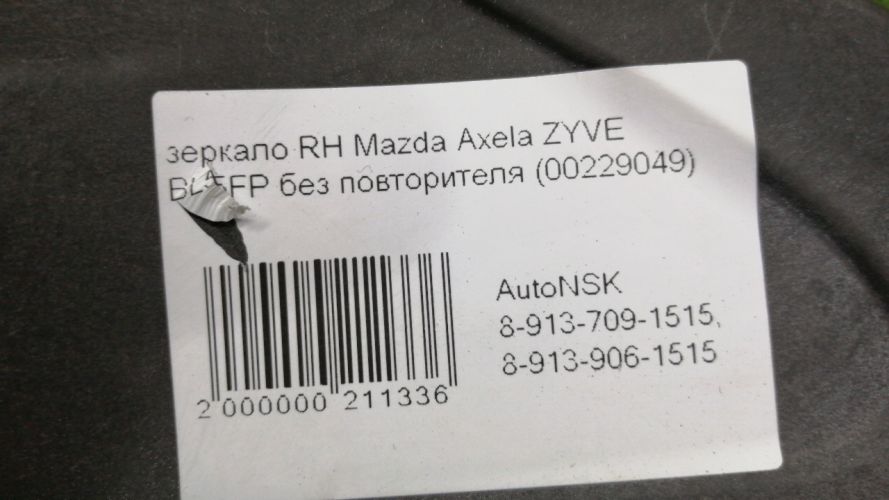 зеркало RH Mazda Axela ZYVE
без повторителя (00229049)
AutoNSK
8-913-709-1515,
8-913-906-1515
2 000000 211336